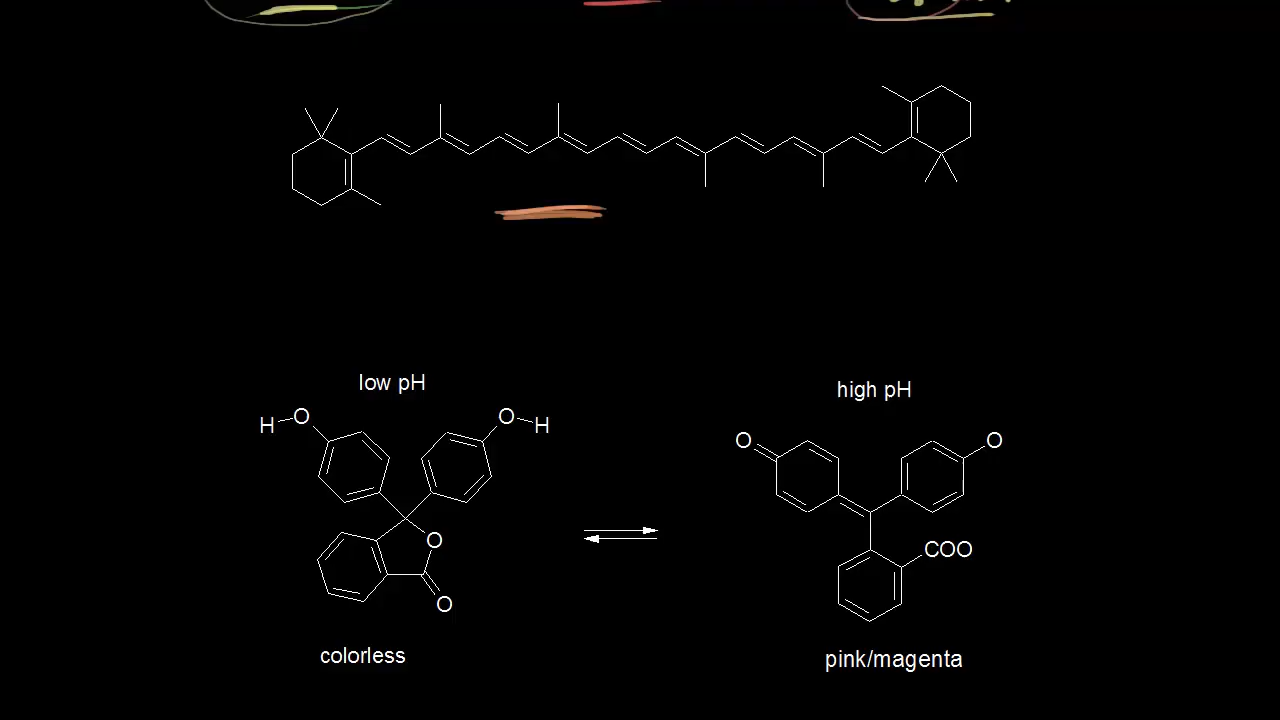 low pH
high pH
H O
O H
O
O
O
O
COO
O
colorless
pink/magenta